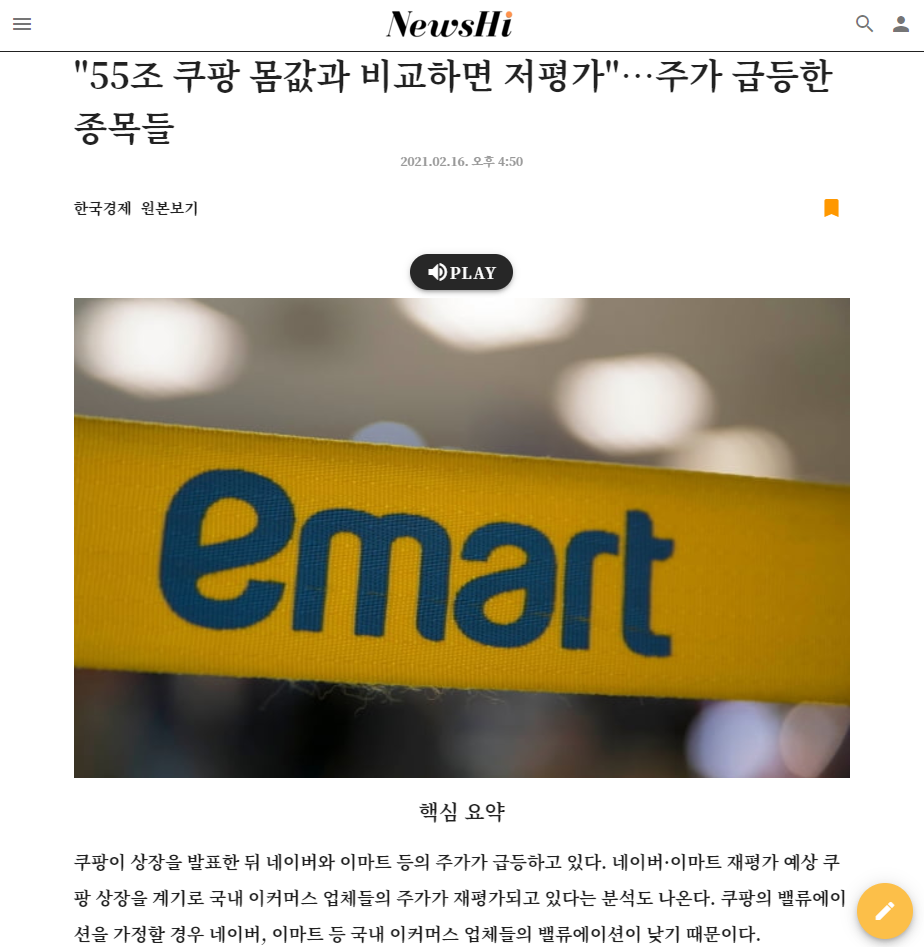 NewsHi
"55조 쿠팡 몸값과 비교하면 저평가"…주가 급등한
종목들
2021.02.16. 오후 4:50
한국경제 원본보기
PLAY
emart
핵심 요약
쿠팡이 상장을 발표한 뒤 네이버와 이마트 등의 주가가 급등하고 있다. 네이버·이마트 재평가 예상 쿠
팡 상장을 계기로 국내 이커머스 업체들의 주가가 재평가되고 있다는 분석도 나온다. 쿠팡의 밸류에이
션을 가정할 경우 네이버, 이마트 등 국내 이커머스 업체들의 밸류에이션이 낮기 때문이다.